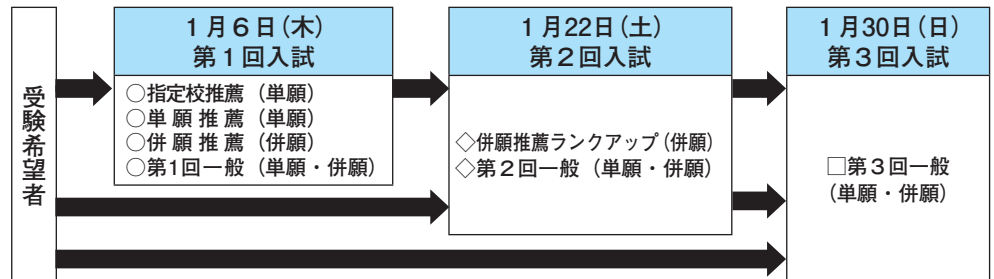 受験希望者
1月6日(木)
第1回入試
○指定校推薦（単願）
○単願推薦（単願）
○併願推薦（併願）
○第1回一般（単願・併願）
1月22日(土)
第2回入試
◇併願推薦ランクアップ(併願)
◇第2回一般（単願・併願）
1月30日(日)
第3回入試
□第3回一般
（単願・併願）